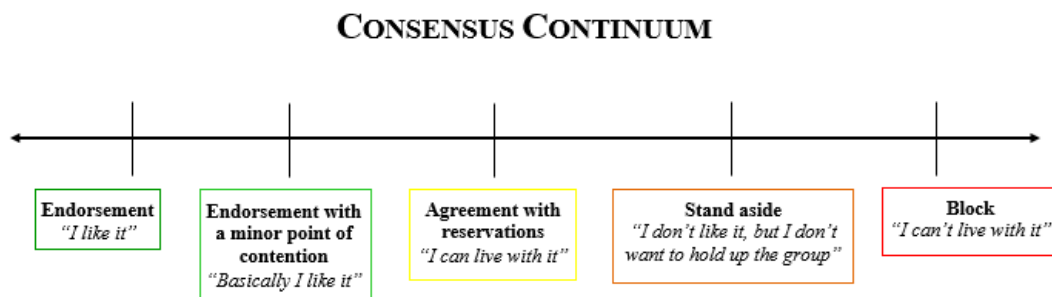 CONSENSUS CONTINUUM
Endorsement
“I like it”
Endorsement with
a minor point of
contention
“Basically I like it”
Agreement with
reservations
“I can live with it”
Stand aside
“I don’t like it, but I don’t
want to hold up the group”
Block
“I can’t live with it”